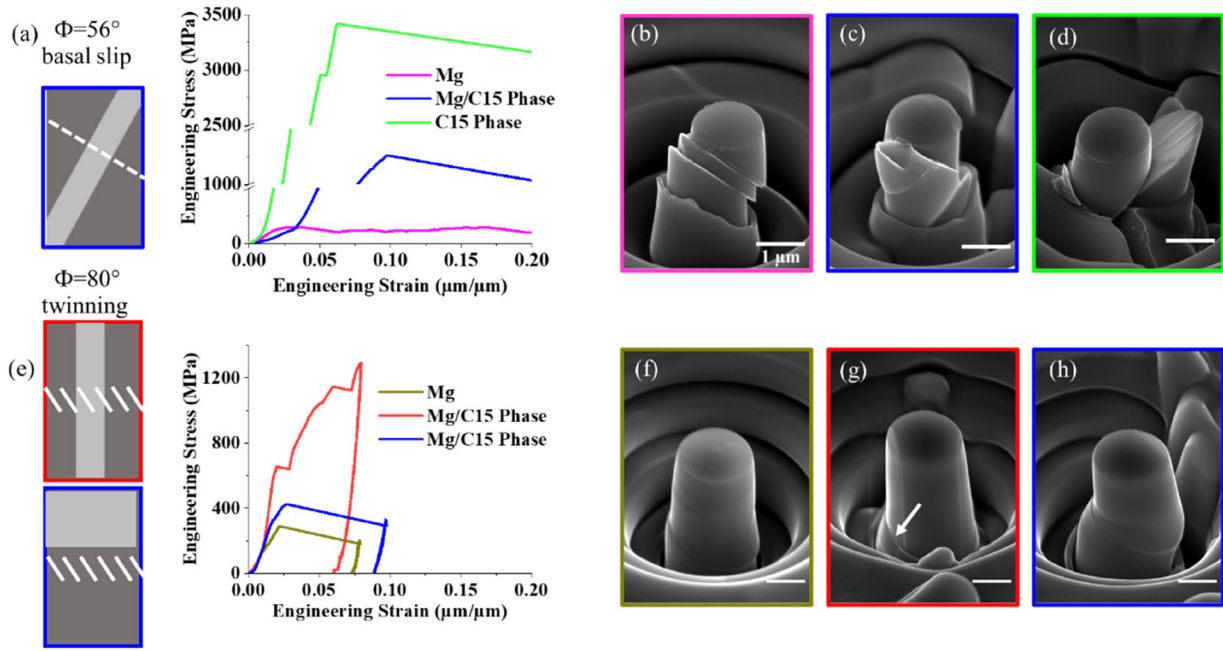 (a)
Φ=56°
basal slip
Engineering Stress (MPa)
3500
3000
2500
1000
0
0.00 0.05 0.10 0.15 0.20
Engineering Strain (μm/μm)
Mg
Mg/C15 Phase
C15 Phase
(b)
1 μm
(c)
(d)
Φ=80°
twinning
(e)
Engineering Stress (MPa)
1200
800
400
0
0.00 0.05 0.10 0.15 0.20
Engineering Strain (μm/μm)
Mg
Mg/C15 Phase
Mg/C15 Phase
(f)
(g)
(h)